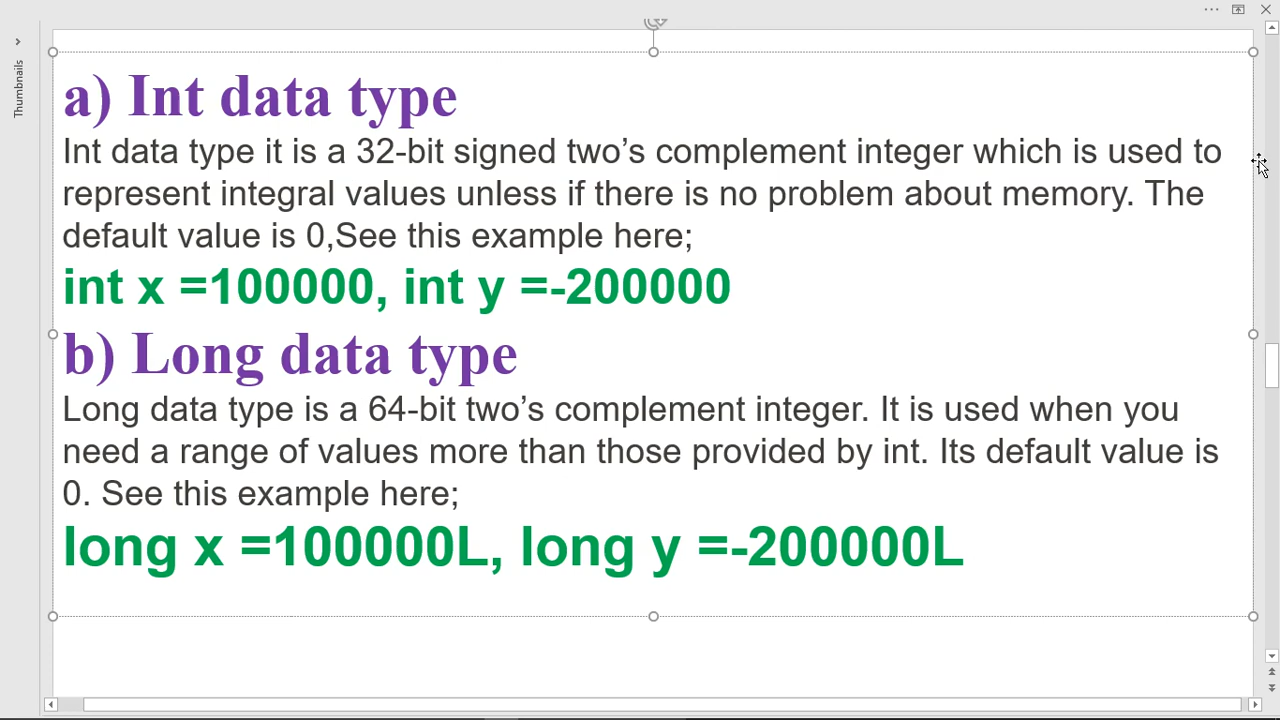 Thumbnails
a) Int data type
Int data type it is a 32-bit signed two’s complement integer which is used to
represent integral values unless if there is no problem about memory. The
default value is 0,See this example here;
int x =100000, int y =-200000
b) Long data type
Long data type is a 64-bit two’s complement integer. It is used when you
need a range of values more than those provided by int. Its default value is
0. See this example here;
long x =100000L, long y =-200000L